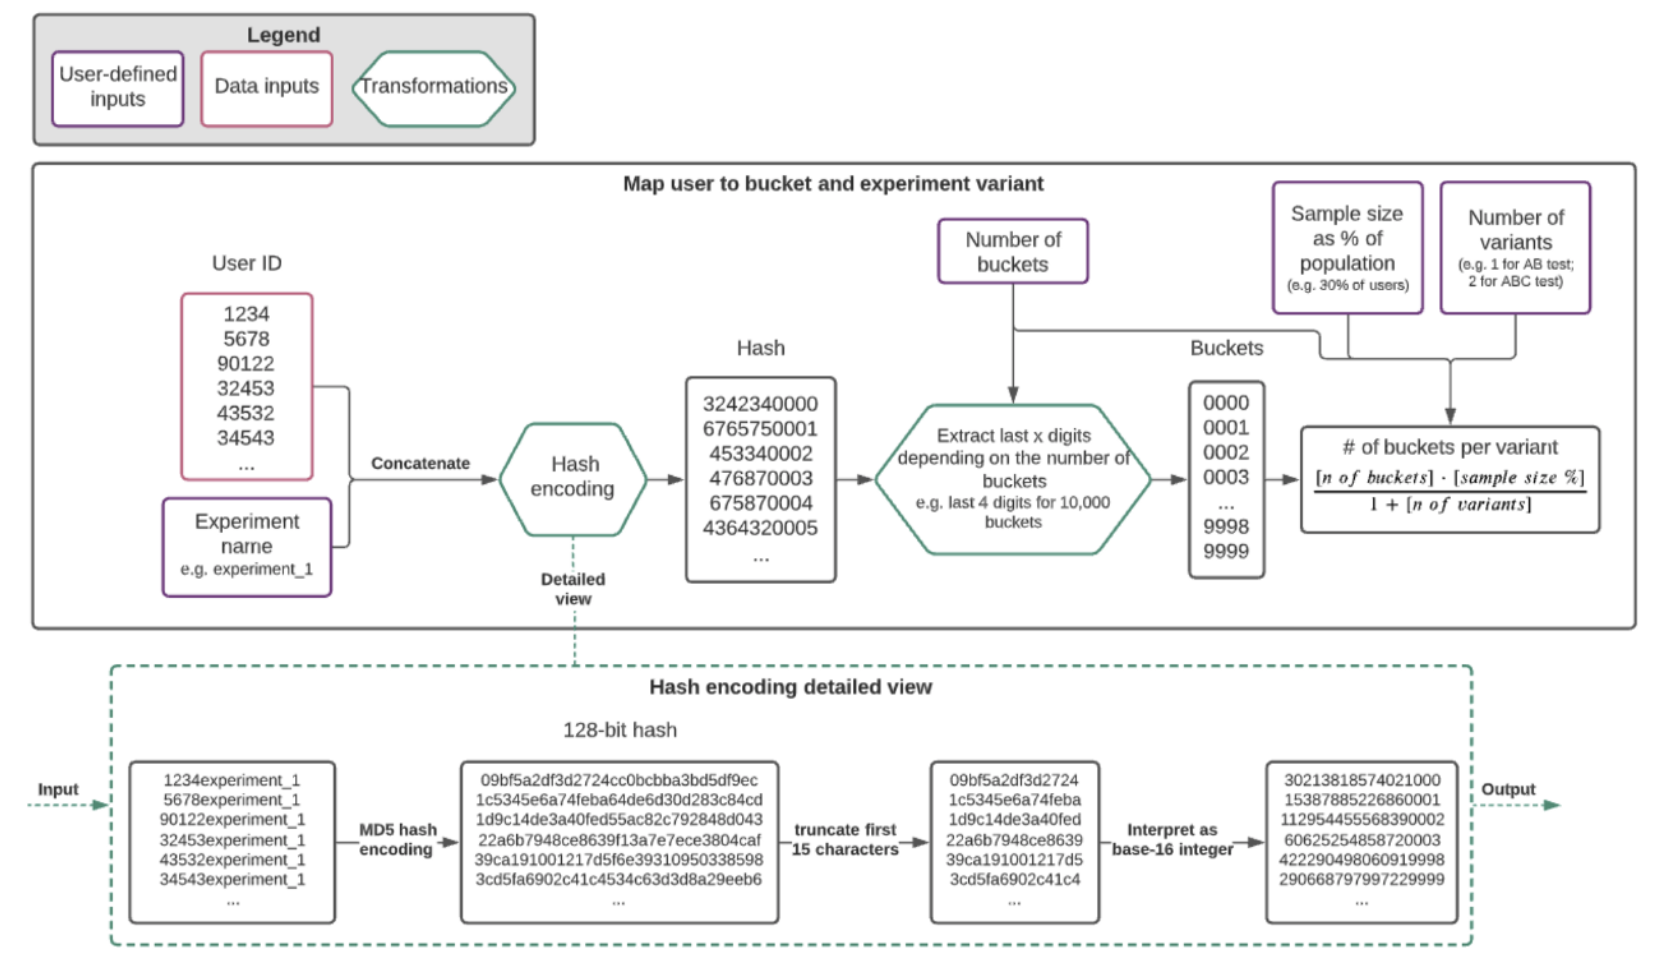 Legend
User-defined
inputs
Data inputs
Transformations
Map user to bucket and experiment variant
User ID
1234
5678
90122
32453
43532
34543
...
Experiment
name
e.g. experiment_1
Concatenate
Hash
encoding
Detailed
view
Hash
3242340000
6765750001
453340002
476870003
675870004
4364320005
...
Number of
buckets
Extract last x digits
depending on the number of
buckets
e.g. last 4 digits for 10,000
buckets
Buckets
0000
0001
0002
0003
...
9998
9999
Sample size
as % of
population
(e.g. 30% of users)
Number of
variants
(e.g. 1 for AB test;
2 for ABC test)
# of buckets per variant
[n of buckets] · [sample size %]
1 + [n of variants]
Hash encoding detailed view
Input
1234experiment_1
5678experiment_1
90122experiment_1
32453experiment_1
43532experiment_1
34543experiment_1
...
MD5 hash
encoding
128-bit hash
09bf5a2df3d2724cc0bcbba3bd5df9ec
1c5345e6a74feba64de6d30d283c84cd
1d9c14de3a40fed55ac82c792848d043
22a6b7948ce8639f13a7e7ece3804caf
39ca191001217d5f6e39310950338598
3cd5fa6902c41c4534c63d3d8a29eeb6
...
truncate first
15 characters
09bf5a2df3d2724
1c5345e6a74feba
1d9c14de3a40fed
22a6b7948ce8639
39ca191001217d5
3cd5fa6902c41c4
...
Interpret as
base-16 integer
30213818574021000
15387885226860001
112954455568390002
606252548587200​03
422290498060919998
290668797997229999
...
Output